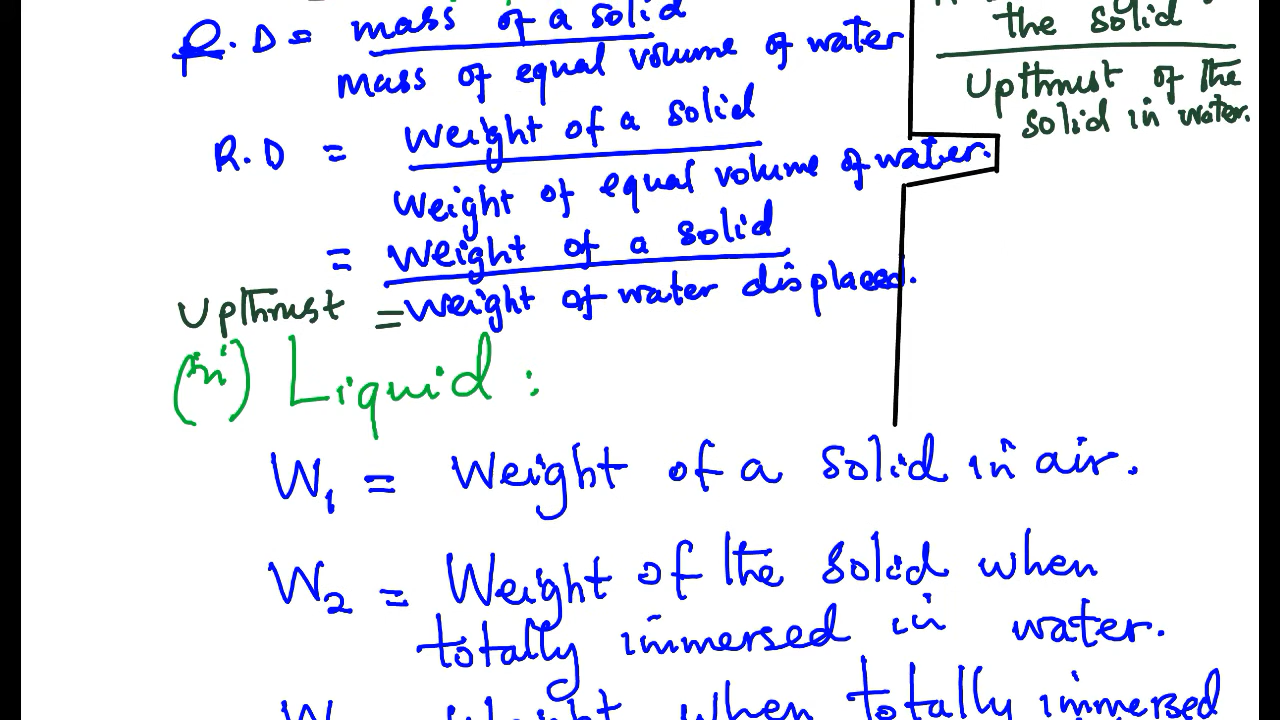 R.D = mass of a solid
mass of equal volume of water
R.D = Weight of a solid
Weight of equal volume of water.
= Weight of a solid
Upthrust = Weight of water displaced.
the solid
Upthrust of the
solid in water.
(ii) Liquid:
W1 = Weight of a solid in air.
W2 = Weight of the solid when
totally immersed in water.
when totally immersed